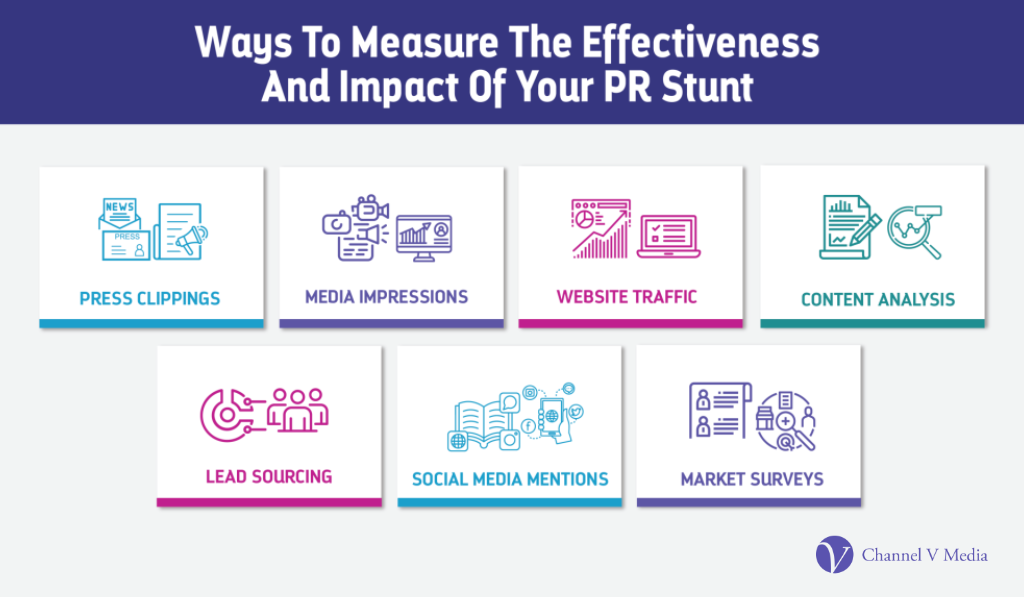 Ways To Measure The Effectiveness
And Impact Of Your PR Stunt
NEWS
PRESS
PRESS CLIPPINGS
MEDIA IMPRESSIONS
WEBSITE TRAFFIC
CONTENT ANALYSIS
LEAD SOURCING
SOCIAL MEDIA MENTIONS
MARKET SURVEYS
V Channel V Media